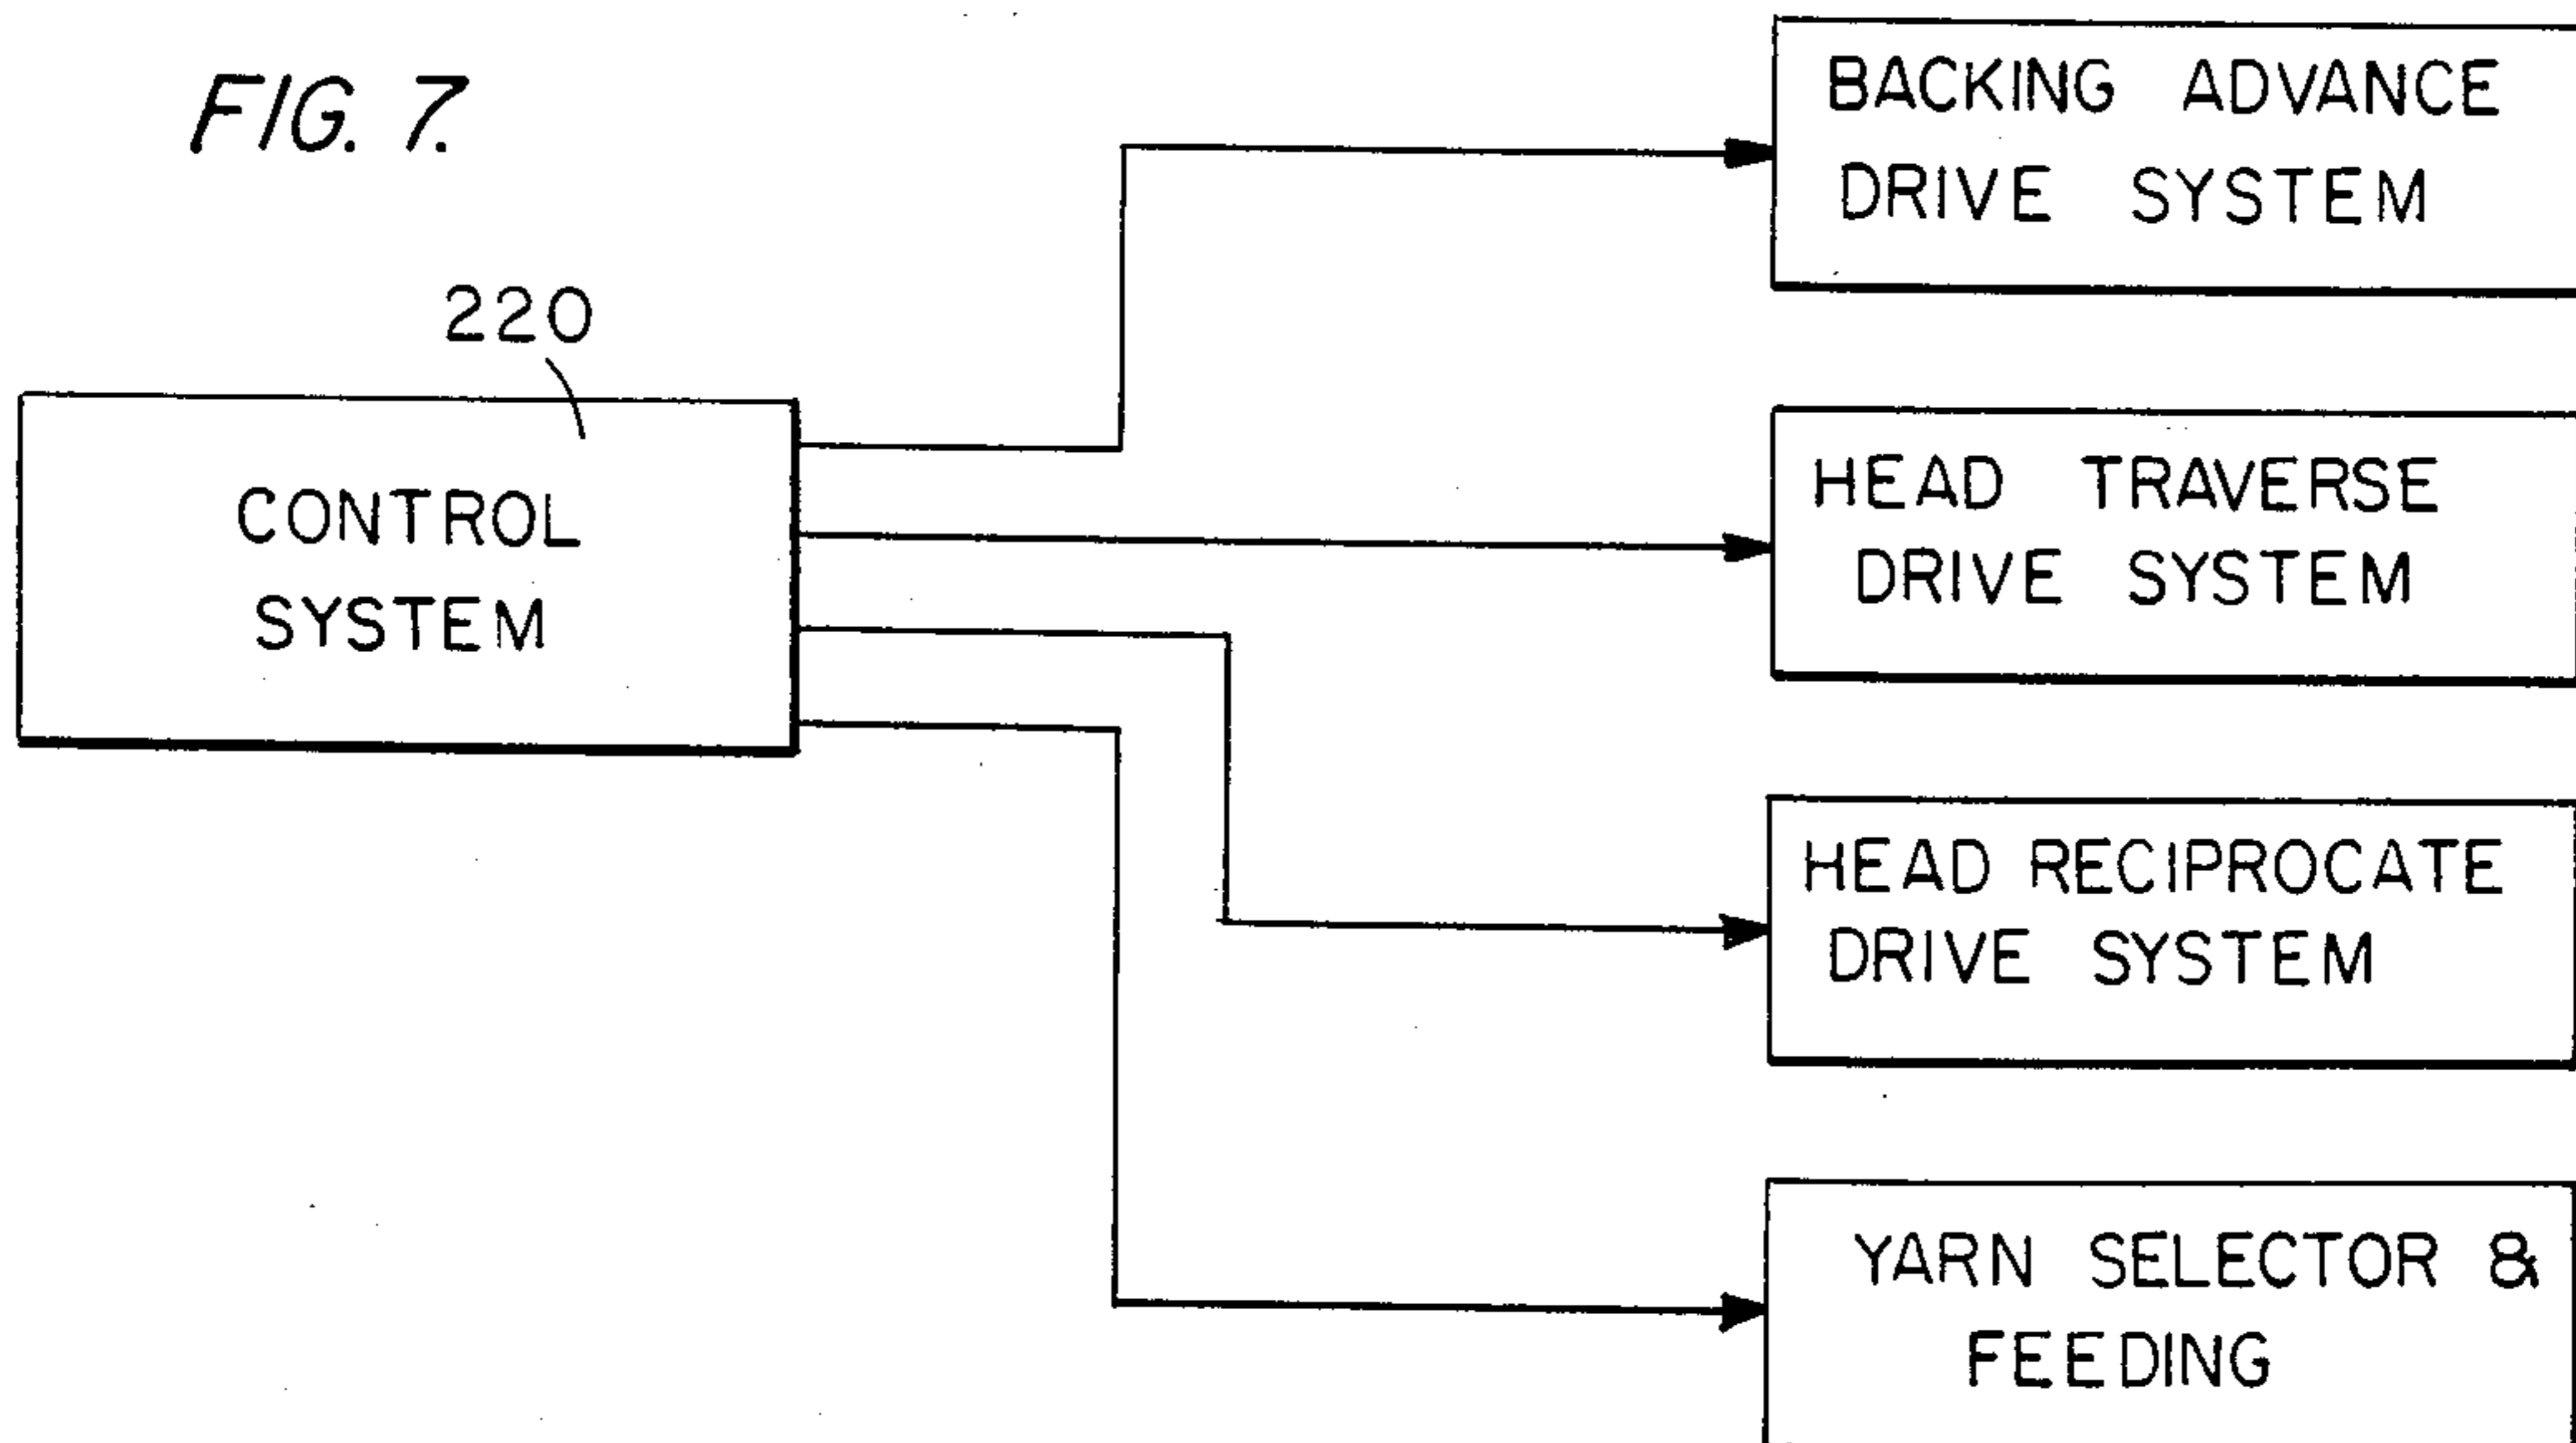 FIG. 7.
220
CONTROL
SYSTEM
BACKING ADVANCE
DRIVE SYSTEM
HEAD TRAVERSE
DRIVE SYSTEM
HEAD RECIPROCATE
DRIVE SYSTEM
YARN SELECTOR &
FEEDING